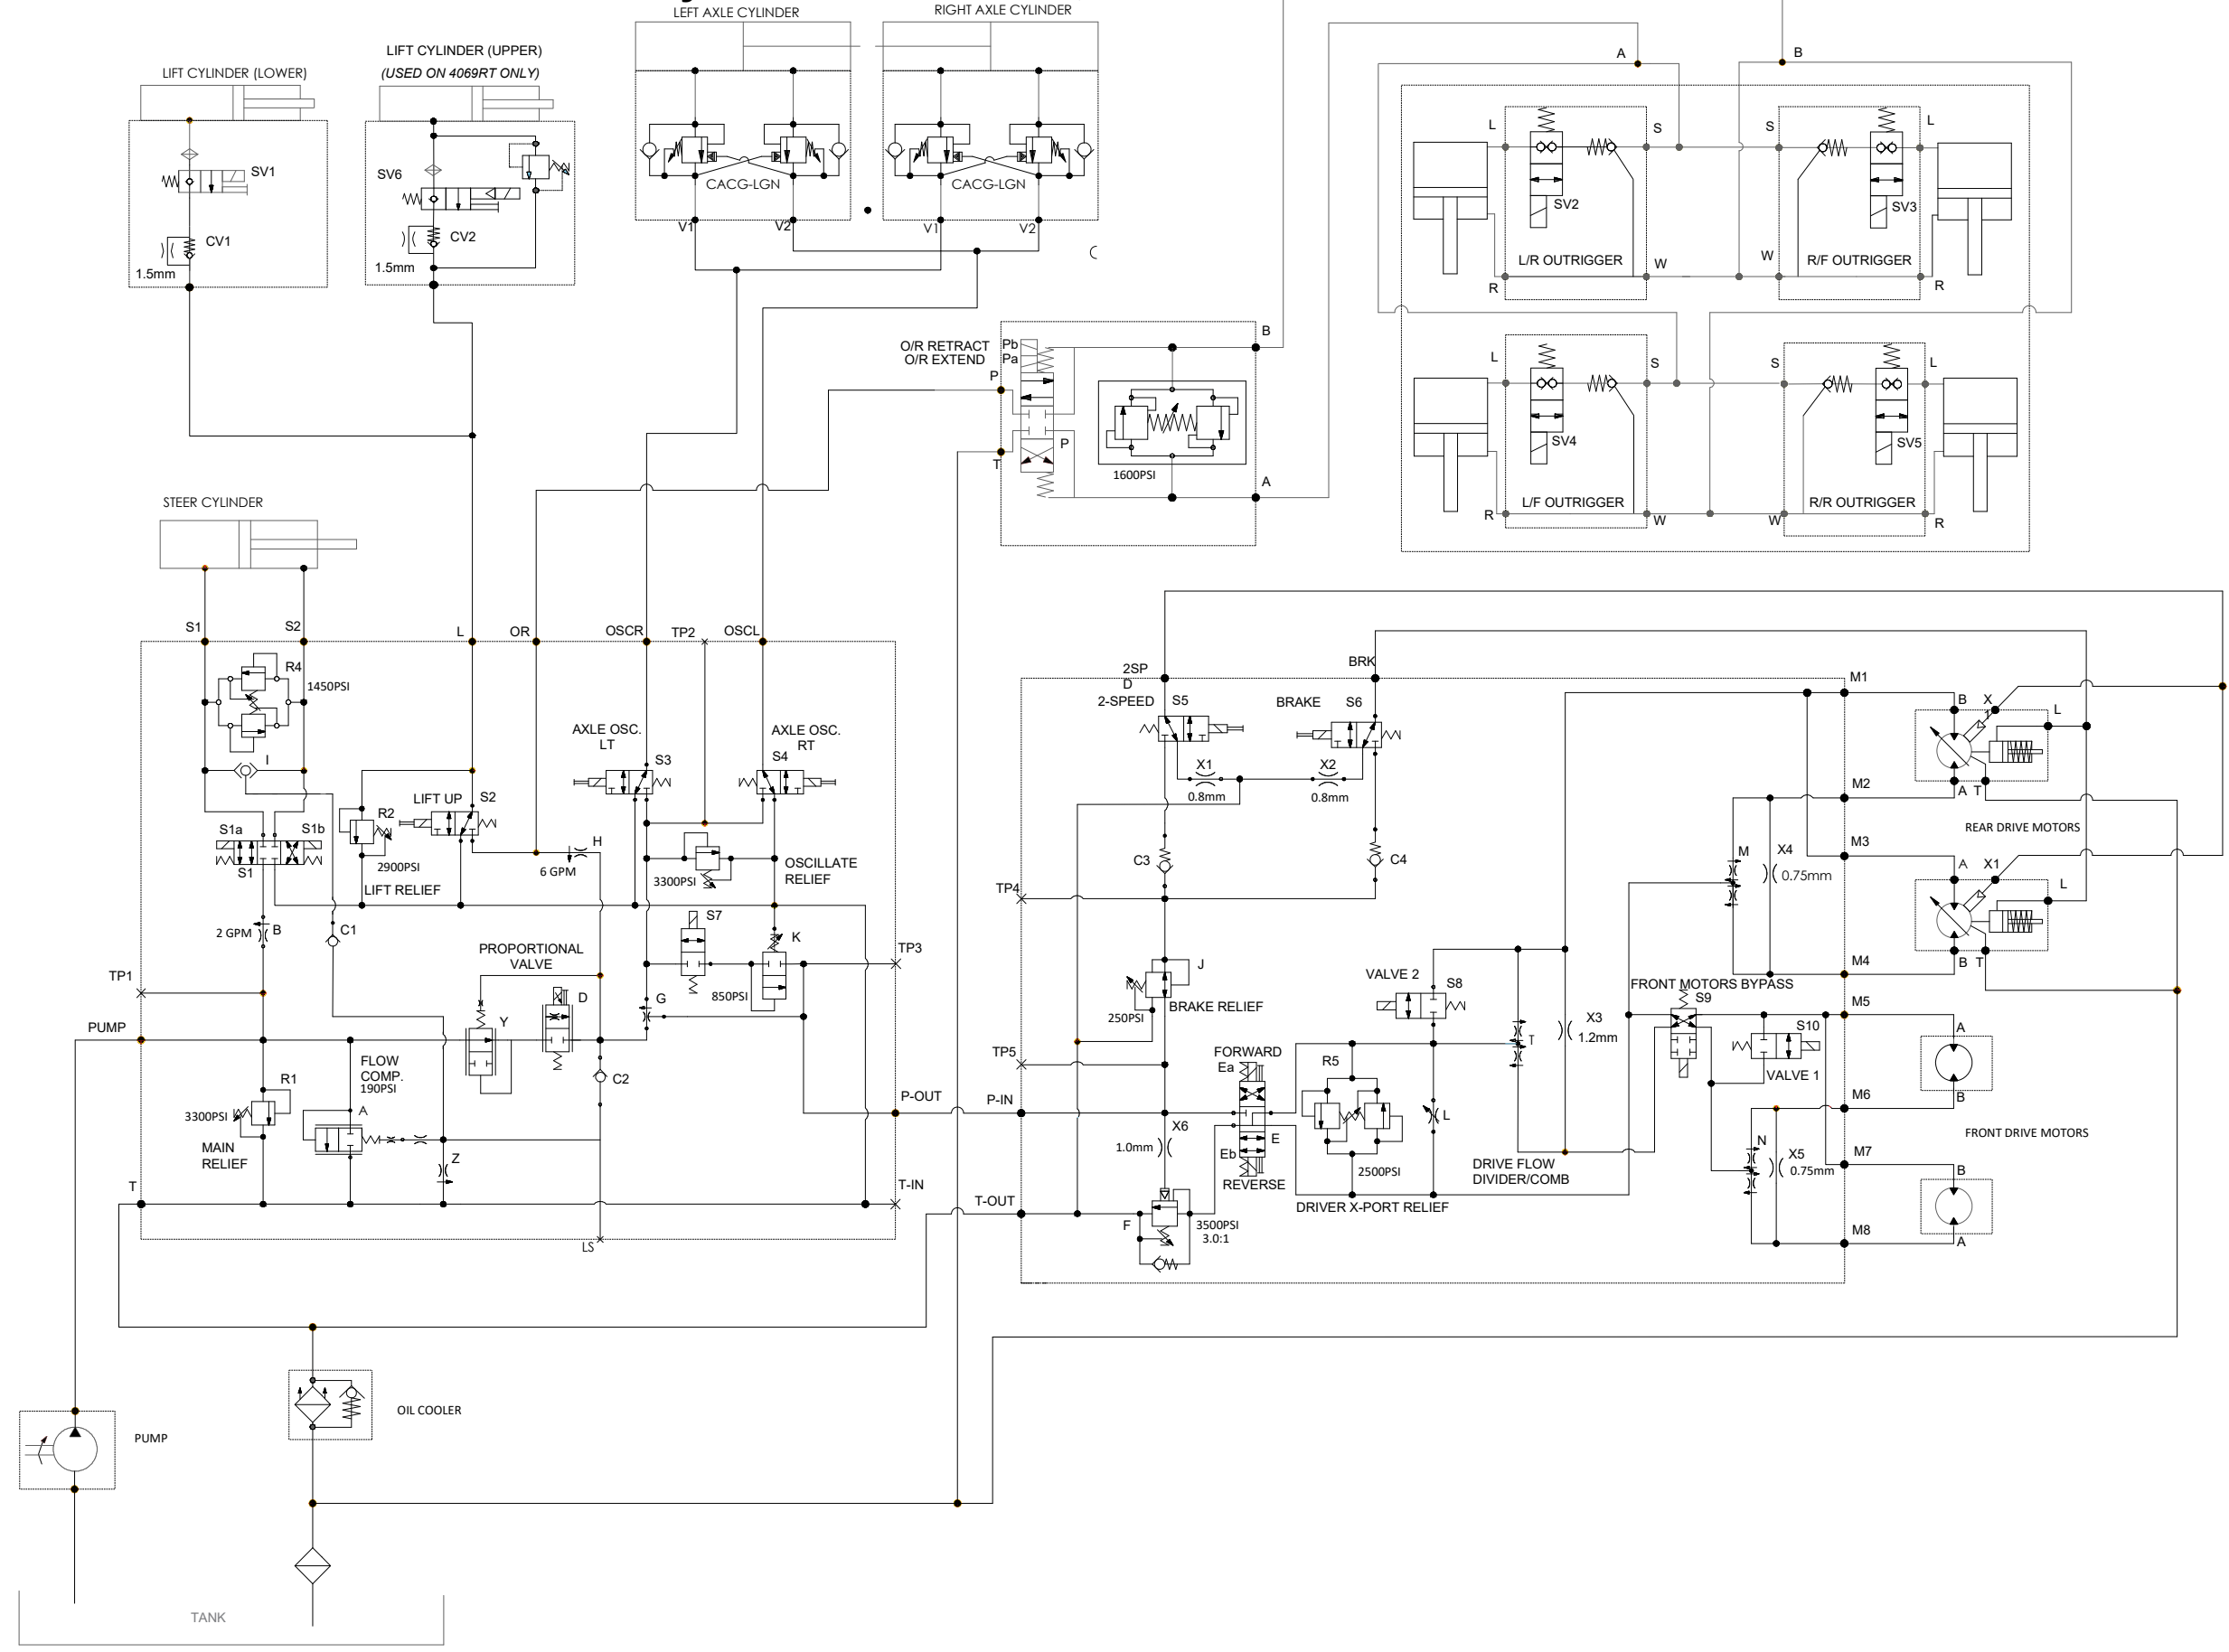 LEFT AXLE CYLINDER
RIGHT AXLE CYLINDER
LIFT CYLINDER (UPPER)
(USED ON 4069RT ONLY)
LIFT CYLINDER (LOWER)
SV1
CV1
1.5mm
SV6
CV2
1.5mm
CACG-LGN
CACG-LGN
V1
V2
V1
V2
A
B
L
S
S
L
SV2
SV3
L/R OUTRIGGER
W
W
R/F OUTRIGGER
R
R
L
S
S
L
SV4
SV5
L/F OUTRIGGER
W
W
R/R OUTRIGGER
R
R
O/R RETRACT
O/R EXTEND
Pb
Pa
P
T
P
B
A
1600PSI
STEER CYLINDER
S1
S2
L
OR
OSCR
TP2
OSCL
R4
1450PSI
I
S1a
S1b
S1
LIFT UP
S2
R2
2900PSI
LIFT RELIEF
H
6 GPM
AXLE OSC.
LT
S3
AXLE OSC.
RT
S4
3300PSI
OSCILLATE
RELIEF
2 GPM
B
C1
S7
K
850PSI
TP3
PROPORTIONAL
VALVE
D
Y
G
TP1
PUMP
FLOW
COMP.
190PSI
A
R1
3300PSI
MAIN
RELIEF
C2
Z
T
P-OUT
T-IN
LS
2SP
D
2-SPEED
S5
BRK
BRAKE
S6
X1
0.8mm
X2
0.8mm
C3
C4
TP4
J
250PSI
BRAKE RELIEF
TP5
P-IN
T-OUT
FORWARD
Ea
E
Eb
REVERSE
X6
1.0mm
F
3500PSI
3.0:1
R5
2500PSI
DRIVER X-PORT RELIEF
VALVE 2
S8
L
T
X3
1.2mm
DRIVE FLOW
DIVIDER/COMB
FRONT MOTORS BYPASS
S9
S10
VALVE 1
M
X4
0.75mm
N
X5
0.75mm
M1
M2
M3
M4
M5
M6
M7
M8
B
X
1
L
A
T
REAR DRIVE MOTORS
A
X1
L
B
T
A
B
FRONT DRIVE MOTORS
B
A
OIL COOLER
PUMP
TANK